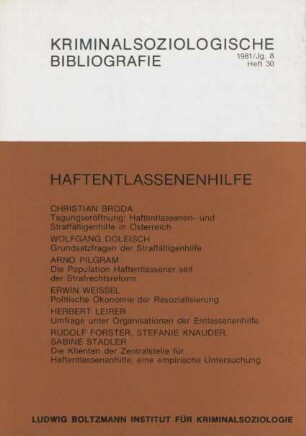 KRIMINALSOZIOLOGISCHE
BIBLIOGRAFIE
1981/Jg. 8
Heft 30
HAFTENTLASSENENHILFE
CHRISTIAN BRODA
Tagungseröffnung: Haftentlassenen- und
Straffälligenhilfe in Österreich
WOLFGANG DOLEISCH
Grundsatzfragen der Straffälligenhilfe
ARNO PILGRAM
Die Population Haftentlassener seit
der Strafrechtsreform
ERWIN WEISSEL
Politische Ökonomie der Resozialisierung
HERBERT LEIRER
Umfrage unter Organisationen der Entlassenenhilfe
RUDOLF FORSTER, STEFANIE KNAUDER,
SABINE STADLER
Die Klienten der Zentralstelle für
Haftentlassenenhilfe, eine empirische Untersuchung
LUDWIG BOLTZMANN INSTITUT FÜR KRIMINALSOZIOLOGIE